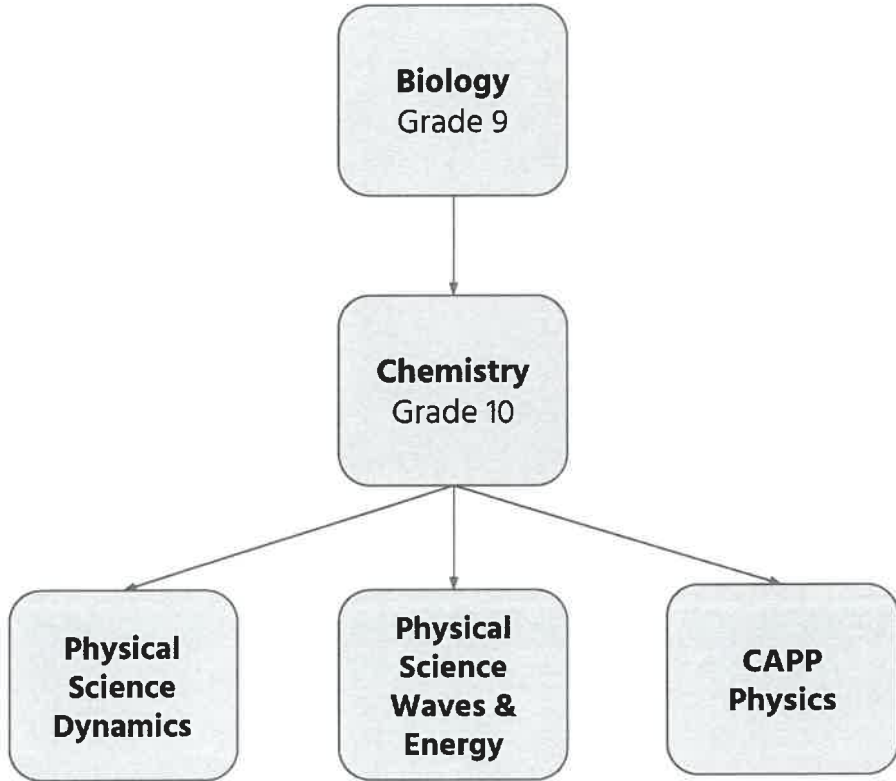 Biology
Grade 9
Chemistry
Grade 10
Physical
Science
Dynamics
Physical
Science
Waves &
Energy
CAPP
Physics